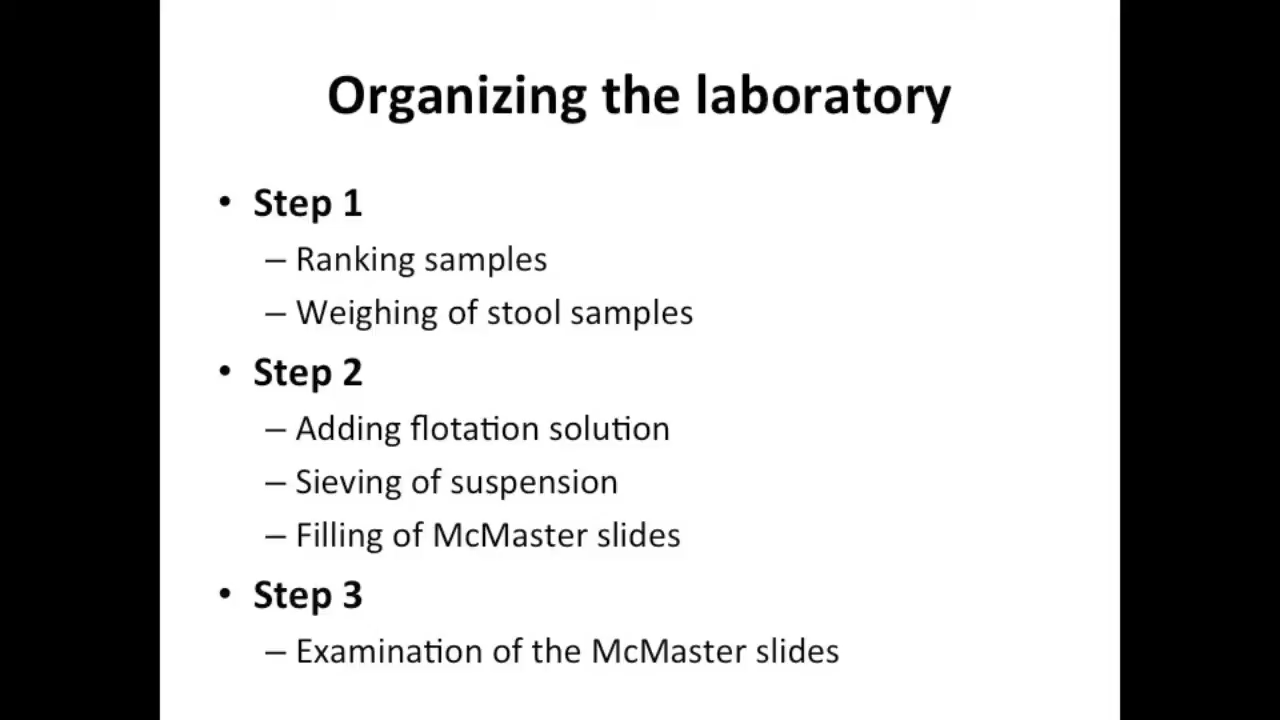 Organizing the laboratory
• Step 1
– Ranking samples
– Weighing of stool samples
• Step 2
– Adding flotation solution
– Sieving of suspension
– Filling of McMaster slides
• Step 3
– Examination of the McMaster slides